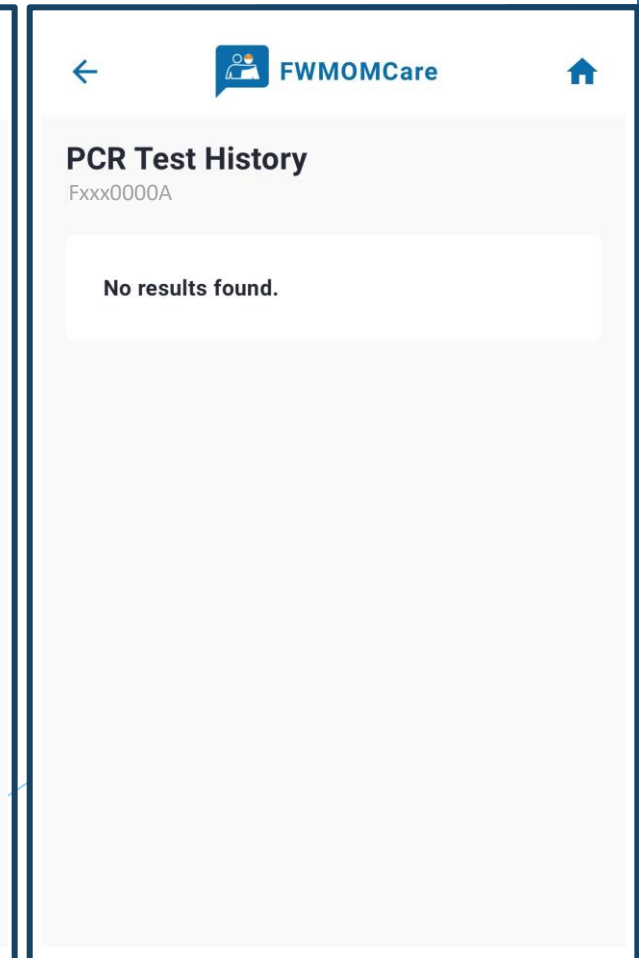 FWMOMCare
PCR Test History
Fxxx0000A
No results found.